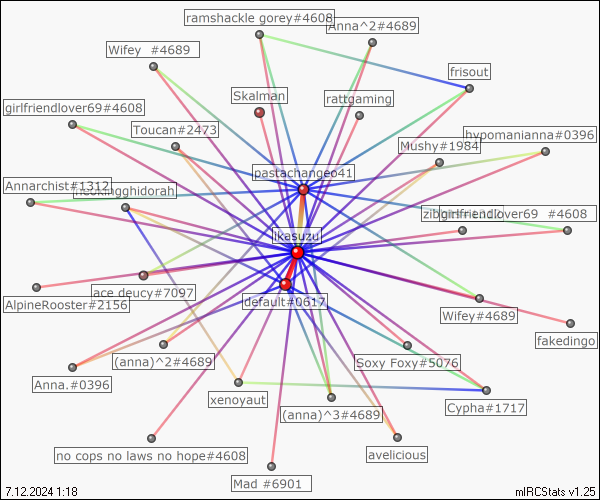 ramshackle gorey#4608
Anna^2#4689
Wifey  #4689
frisout
Skalman
rattgaming
girlfriendlover69#4608
Toucan#2473
Mushy#1984
hypomanianna#0396
pastachangeo41
Annarchist#1312
girlfriendlover69  #4608
ikasuzu
ace deucy#7097
default#0617
AlpineRooster#2156
Wifey#4689
fakedingo
(anna)^2#4689
Soxy Foxy#5076
Anna.#0396
xenoyaut
(anna)^3#4689
Cypha#1717
no cops no laws no hope#4608
avelicious
Mad #6901
7.12.2024 1:18
mIRCStats v1.25